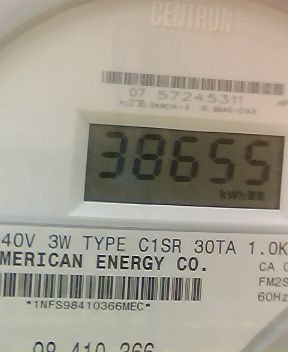 CENTRON®
07 57245311
38655
kWh
40V 3W TYPE C1SR 30TA 1.0K
MERICAN ENERGY CO.
CA 0
FM2S
60Hz
*1NFS98410366MEC*
98 410 366